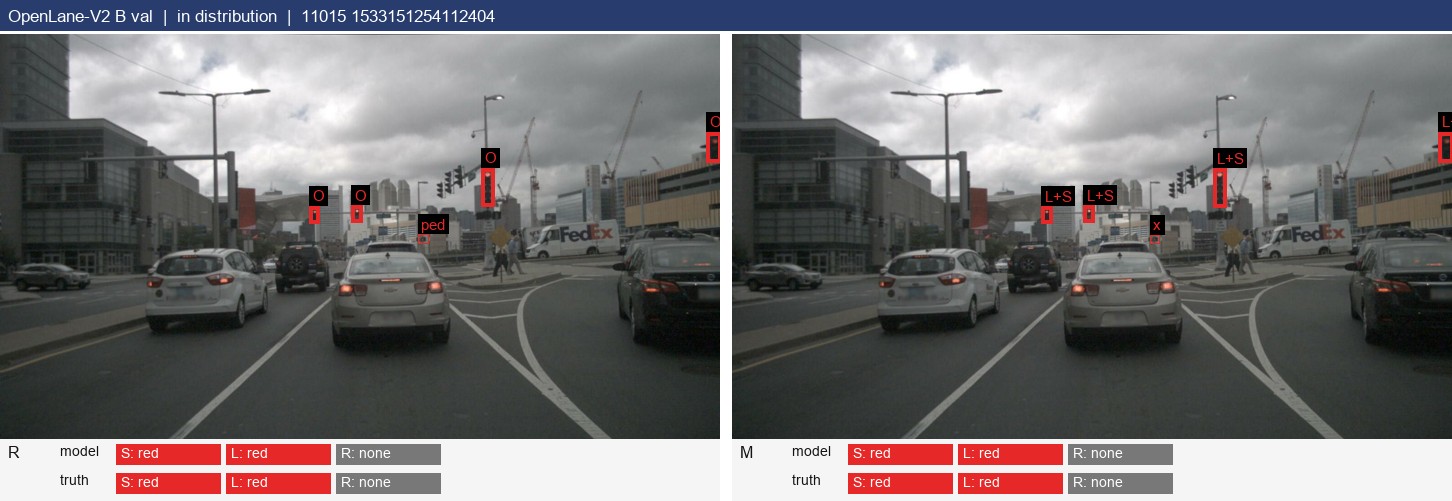 OpenLane-V2 B val | in distribution | 11015 1533151254112404
O
O
O
O
ped
FedEx
L+S
L+S
L+S
L+
x
FedEx
R
model
S: red
L: red
R: none
truth
S: red
L: red
R: none
M
model
S: red
L: red
R: none
truth
S: red
L: red
R: none